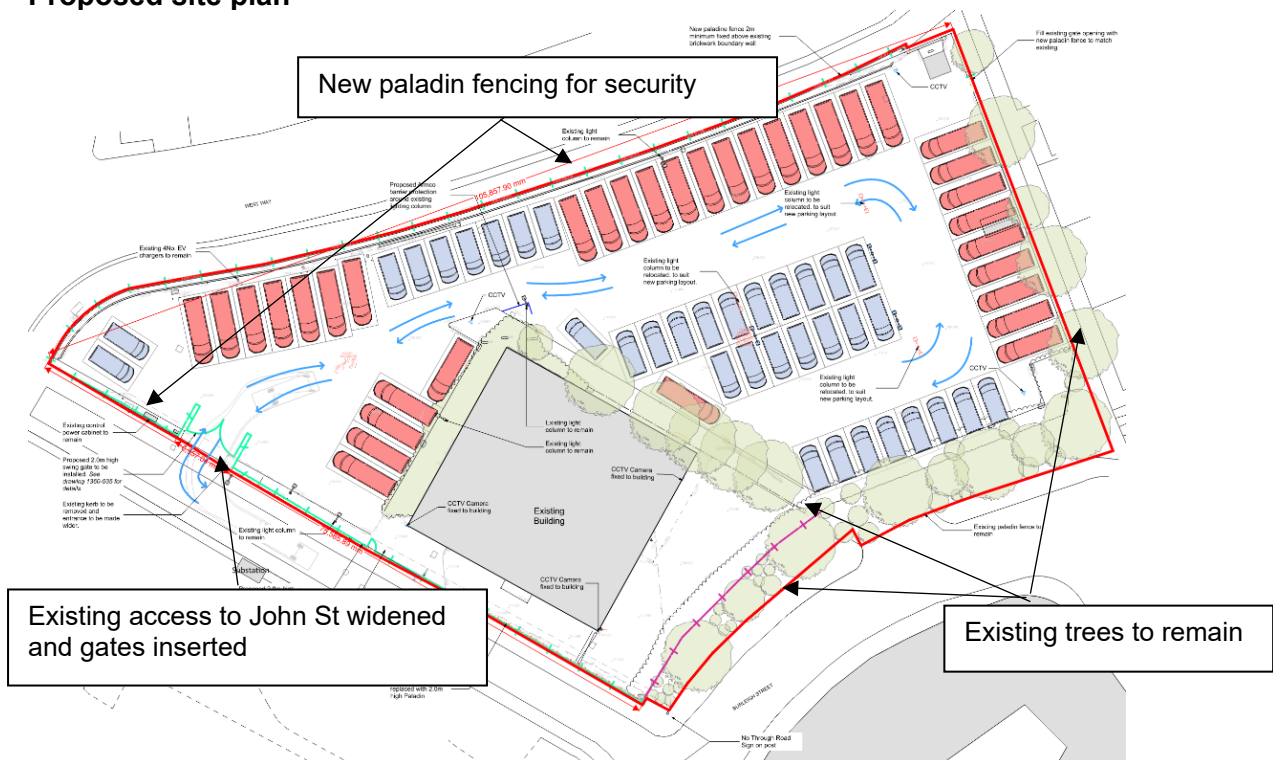 Proposed site plan
New paladine fence 2m
minimum fixed above existing
brickwork boundary wall
Fill existing gate opening with
new paladin fence to match
existing.
New paladin fencing for security
CCTV
Existing light
column to remain
WEST WAY
Proposed Armco
barrier protection
around existing
lighting column
105,857.90 mm
Existing light
column to be
relocated. to suit
new parking layout.
Existing 4No. EV
chargers to remain
Existing light
column to be
relocated. to suit
new parking layout.
CCTV
CCTV
Existing light
column to be
relocated. to suit
new parking layout.
Existing control
power cabinet to
remain
Existing light
column to remain
Existing light
column to remain
Proposed 2.0m high
swing gate to be
installed. See
drawing 1360-635 for
details
CCTV Camera
fixed to building
Existing kerb to be
removed and
entrance to be made
wider.
CCTV Camera
fixed to building
Existing
Building
Existing light column
to remain
Existing paladin fence to
remain
Substation
CCTV Camera
fixed to building
Existing access to John St widened
and gates inserted
Existing trees to remain
replaced with 2.0m
high Paladin
BURLEIGH STREET
No Through Road
Sign on post